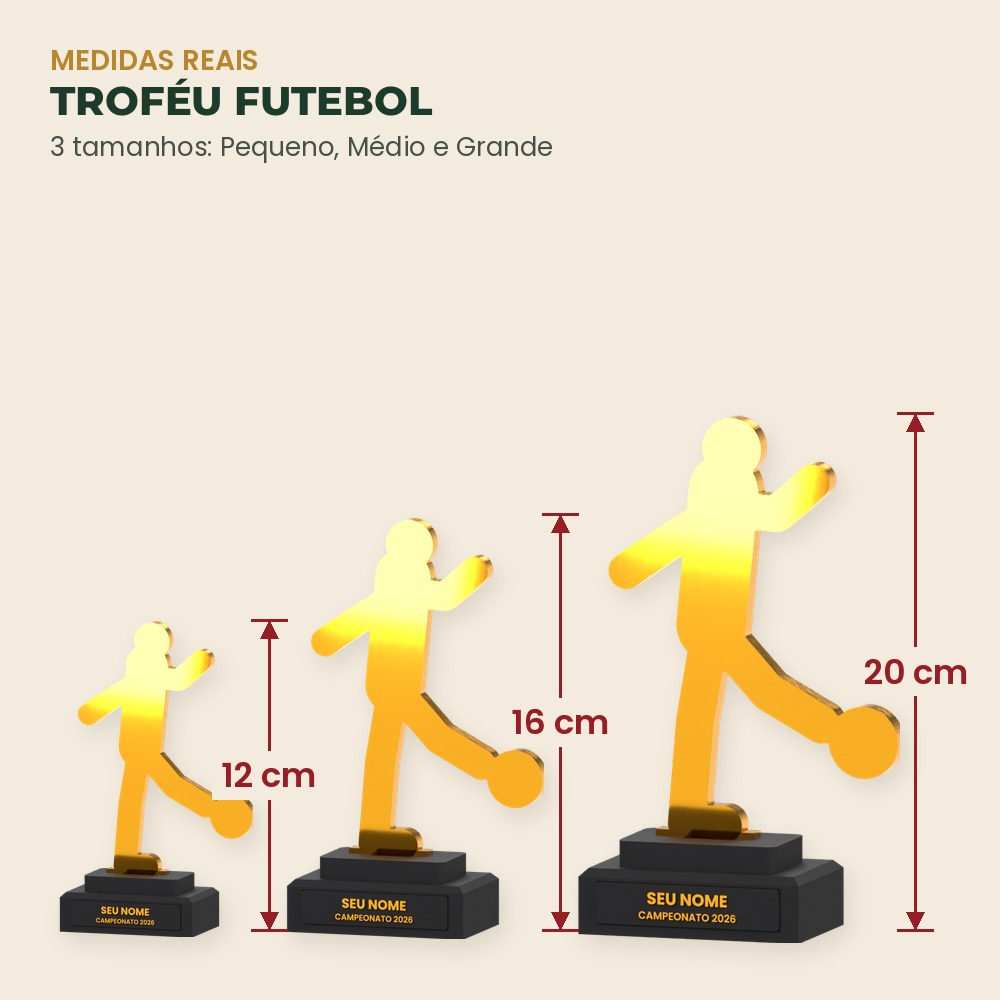 MEDIDAS REAIS
TROFÉU FUTEBOL
3 tamanhos: Pequeno, Médio e Grande
20 cm
16 cm
12 cm
SEU NOME
CAMPEONATO 2026
SEU NOME
CAMPEONATO 2026
SEU NOME
CAMPEONATO 2026